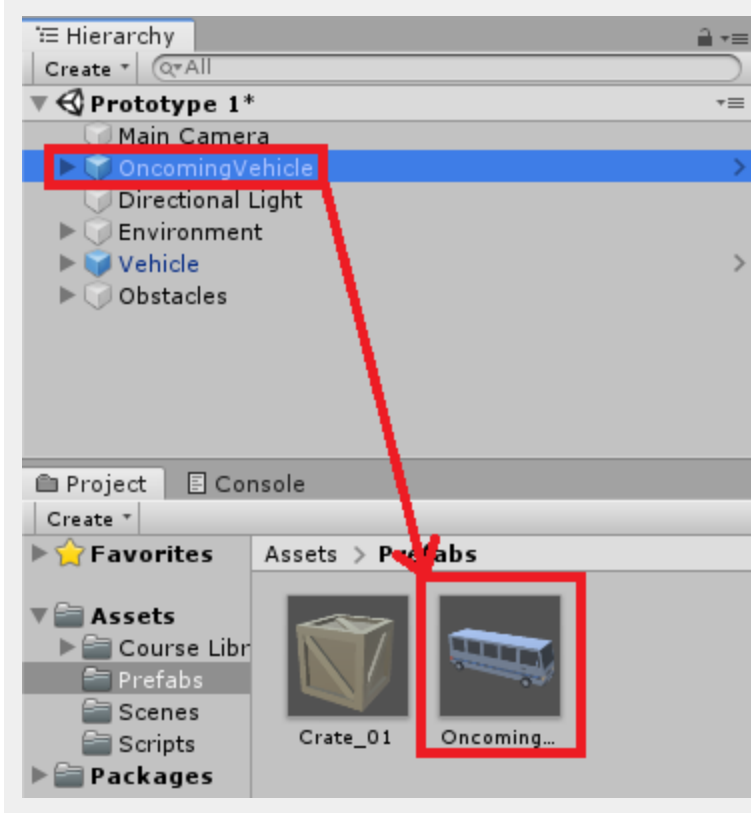 Hierarchy
Create All
Prototype 1*
Main Camera
OncomingVehicle
Directional Light
Environment
Vehicle
Obstacles
Project Console
Create
Favorites
Assets > Prefabs
Assets
Course Libr
Prefabs
Scenes
Scripts
Packages
Crate_01
Oncoming...